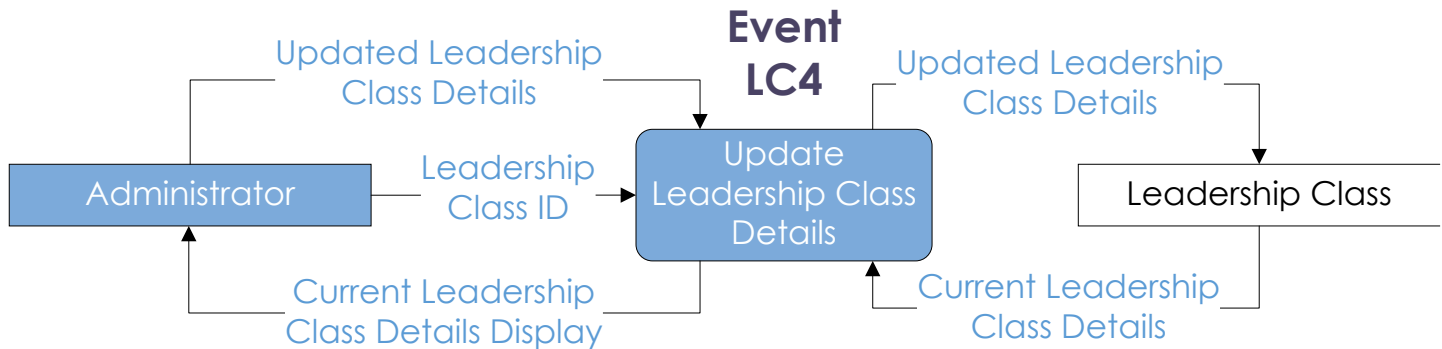 Event
LC4
Updated Leadership
Class Details
Updated Leadership
Class Details
Administrator
Leadership
Class ID
Update
Leadership Class
Details
Leadership Class
Current Leadership
Class Details Display
Current Leadership
Class Details